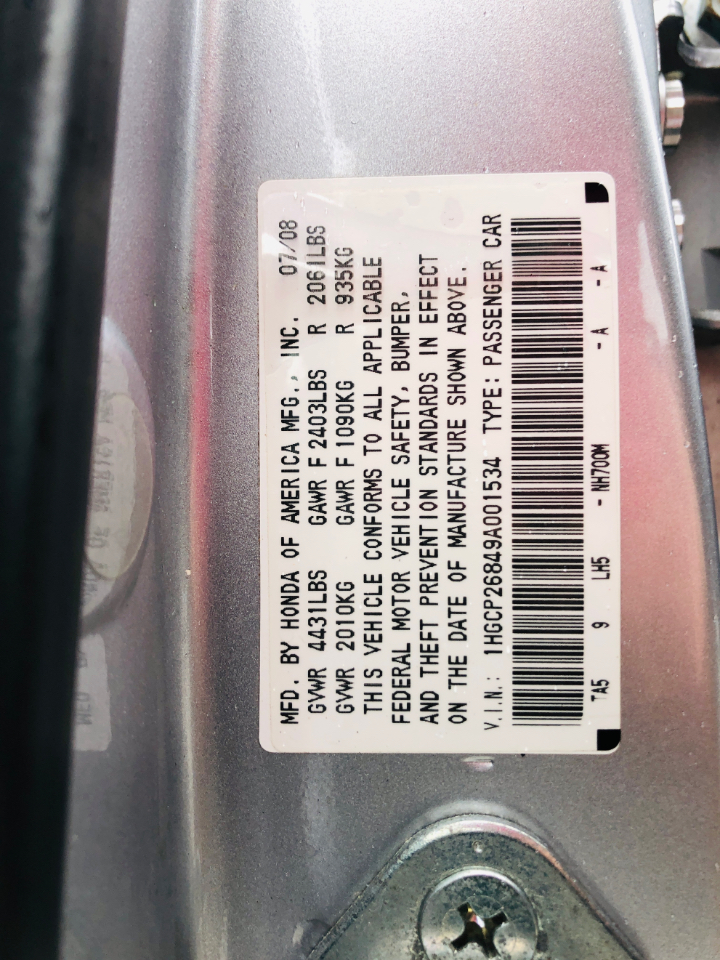 MFD. BY HONDA OF AMERICA MFG., INC. 07/08
GVWR 4431LBS GAWR F 2403LBS R 2061LBS
GVWR 2010KG GAWR F 1090KG R 935KG
THIS VEHICLE CONFORMS TO ALL APPLICABLE
FEDERAL MOTOR VEHICLE SAFETY, BUMPER,
AND THEFT PREVENTION STANDARDS IN EFFECT
ON THE DATE OF MANUFACTURE SHOWN ABOVE.
V.I.N.: 1HGCP26849A001534 TYPE: PASSENGER CAR
TA5 9 LH5 - NH700M - A - A